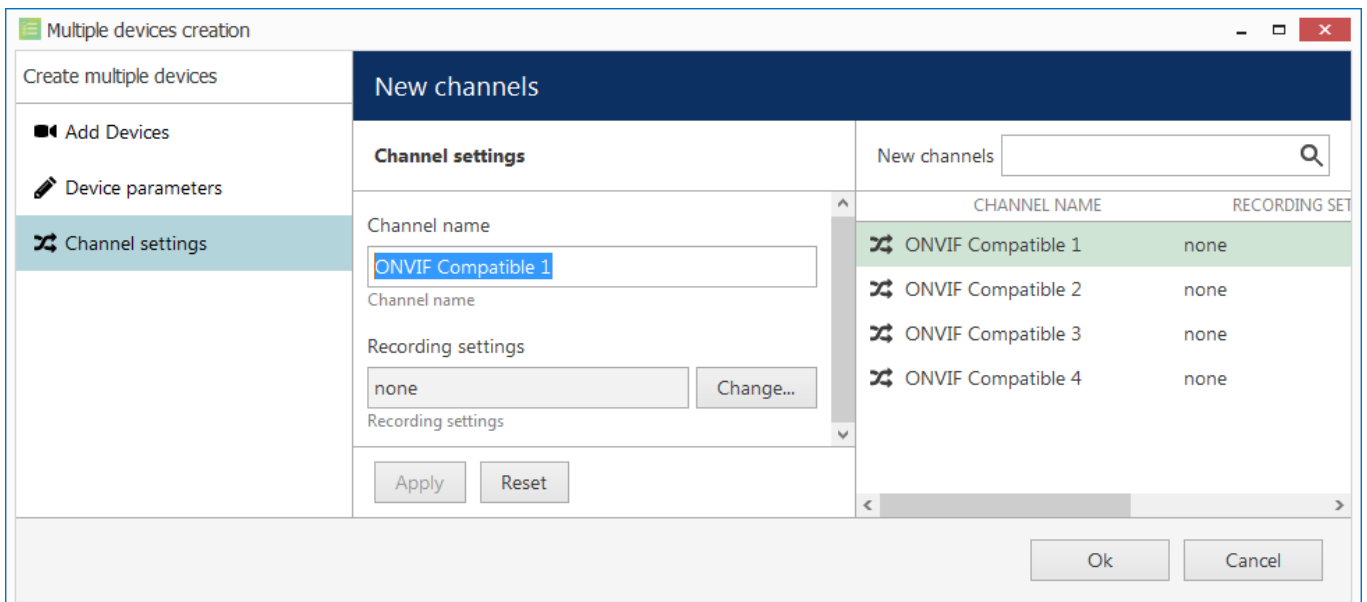 Multiple devices creation
Create multiple devices
Add Devices
Device parameters
Channel settings
New channels
Channel settings
Channel name
ONVIF Compatible 1
Channel name
Recording settings
none
Change...
Recording settings
Apply
Reset
New channels
CHANNEL NAME RECORDING SET
ONVIF Compatible 1 none
ONVIF Compatible 2 none
ONVIF Compatible 3 none
ONVIF Compatible 4 none
Ok
Cancel